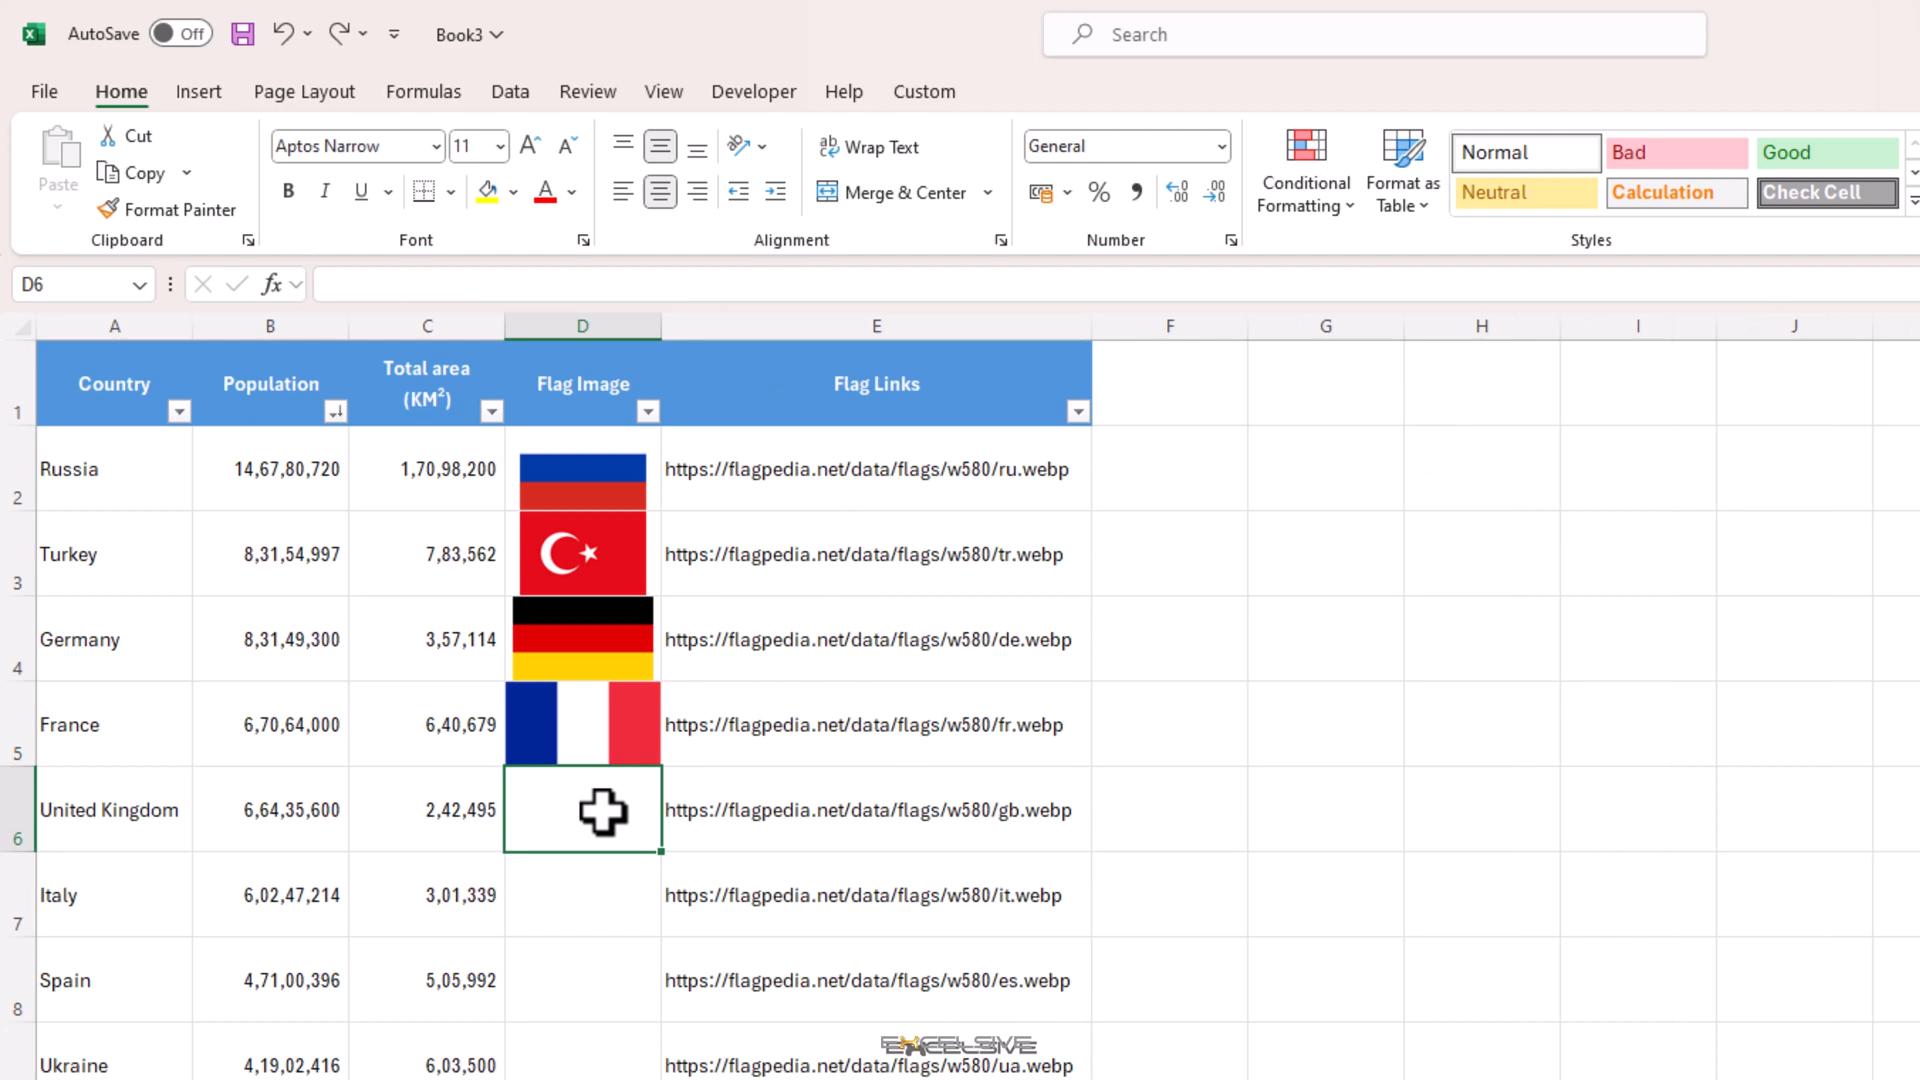 AutoSave Off Book3 Search
File Home Insert Page Layout Formulas Data Review View Developer Help Custom
Paste Cut Copy Format Painter
Clipboard
Aptos Narrow 11
B I U A
Font
Wrap Text
Merge & Center
Alignment
General
%
Number
Conditional Formatting
Format as Table
Normal Bad Good
Neutral Calculation Check Cell
Styles
D6 fx
A B C D E F G H I J
1 Country Population Total area (KM²) Flag Image Flag Links
2 Russia 14,67,80,720 1,70,98,200 https://flagpedia.net/data/flags/w580/ru.webp
3 Turkey 8,31,54,997 7,83,562 https://flagpedia.net/data/flags/w580/tr.webp
4 Germany 8,31,49,300 3,57,114 https://flagpedia.net/data/flags/w580/de.webp
5 France 6,70,64,000 6,40,679 https://flagpedia.net/data/flags/w580/fr.webp
6 United Kingdom 6,64,35,600 2,42,495 https://flagpedia.net/data/flags/w580/gb.webp
7 Italy 6,02,47,214 3,01,339 https://flagpedia.net/data/flags/w580/it.webp
8 Spain 4,71,00,396 5,05,992 https://flagpedia.net/data/flags/w580/es.webp
EXCELSIVE
Ukraine 4,19,02,416 6,03,500 https://flagpedia.net/data/flags/w580/ua.webp